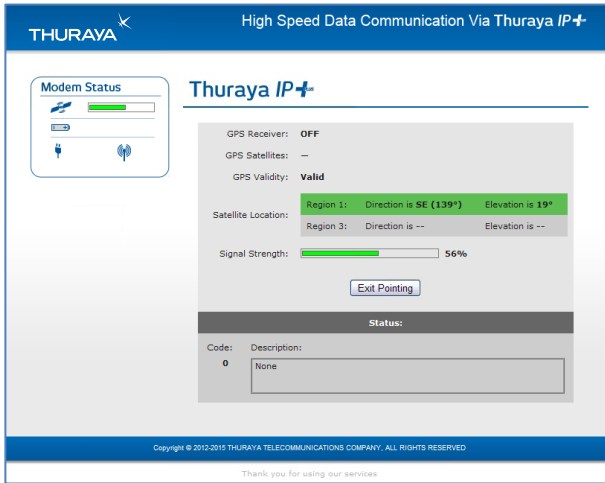 THURAYA
High Speed Data Communication Via Thuraya IP+
Modem Status
Thuraya IP+
GPS Receiver: OFF
GPS Satellites: —
GPS Validity: Valid
Satellite Location:
Region 1: Direction is SE (139°) Elevation is 19°
Region 3: Direction is -- Elevation is --
Signal Strength: 56%
Exit Pointing
Status:
Code: Description:
0 None
Copyright © 2012-2015 THURAYA TELECOMMUNICATIONS COMPANY, ALL RIGHTS RESERVED
Thank you for using our services